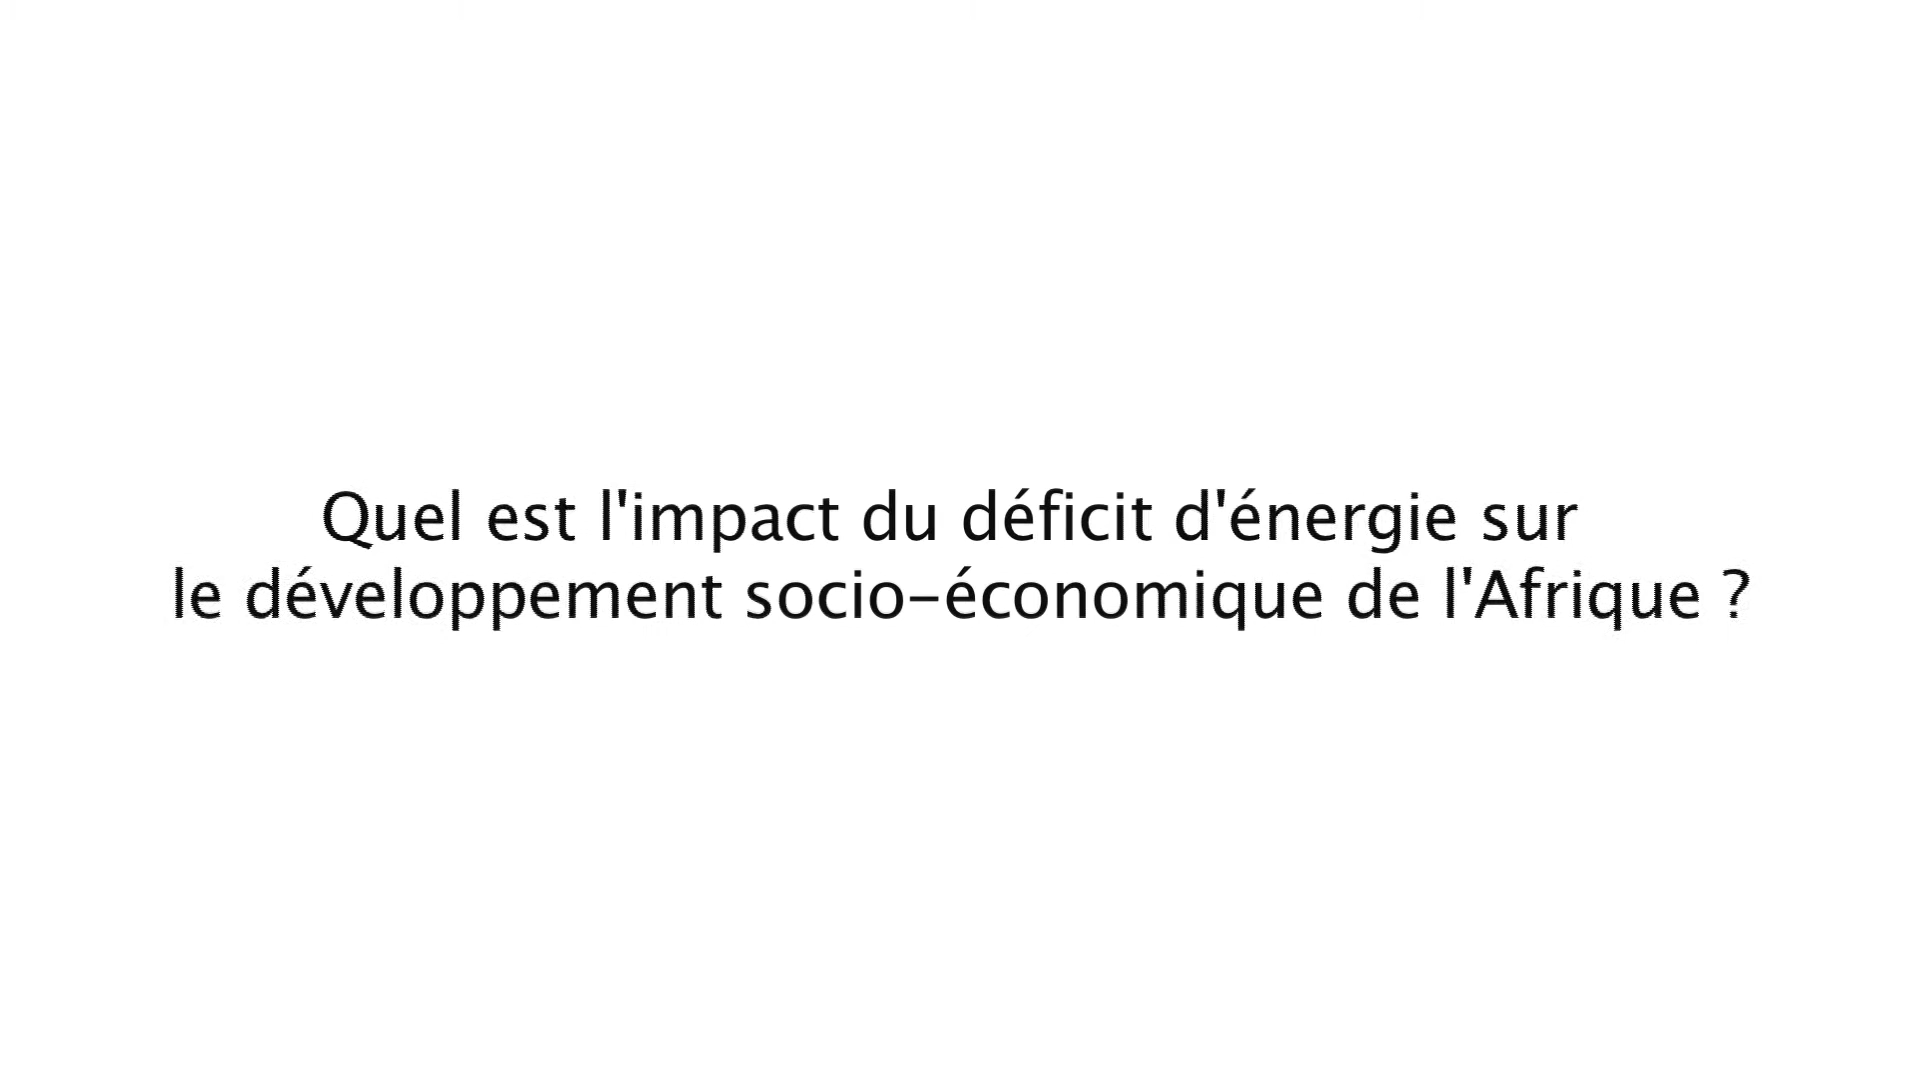 Quel est l'impact du déficit d'énergie sur
le développement socio-économique de l'Afrique ?